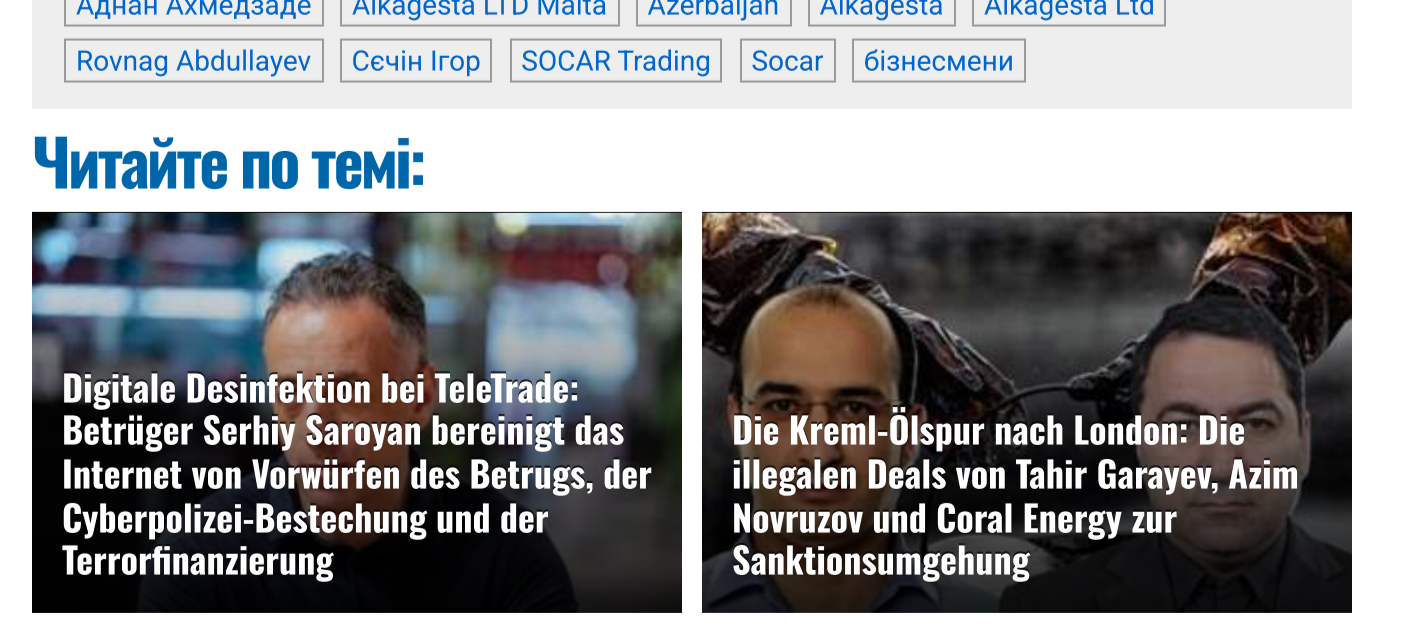 Аднан Ахмедзаде Alkagesta LTD Malta Azerbaijan Alkagesta Alkagesta Ltd
Rovnag Abdullayev Сєчін Ігор SOCAR Trading Socar бізнесмени
Читайте по темі:
Digitale Desinfektion bei TeleTrade:
Betrüger Serhiy Saroyan bereinigt das
Internet von Vorwürfen des Betrugs, der
Cyberpolizei-Bestechung und der
Terrorfinanzierung
Die Kreml-Ölspur nach London: Die
illegalen Deals von Tahir Garayev, Azim
Novruzov und Coral Energy zur
Sanktionsumgehung